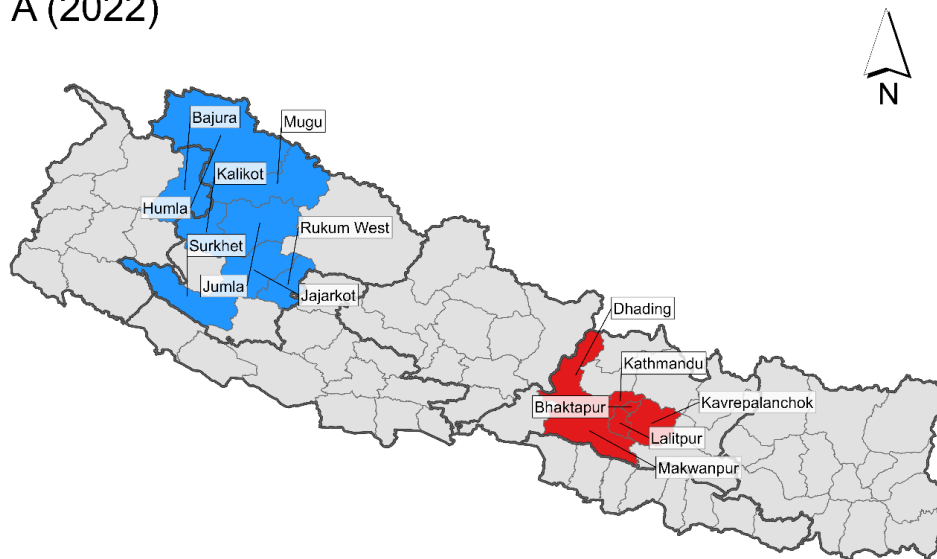 A (2022)
N
Bajura
Mugu
Kalikot
Humla
Rukum West
Surkhet
Jumla
Jajarkot
Dhading
Kathmandu
Kavrepalanchok
Bhaktapur
Lalitpur
Makwanpur